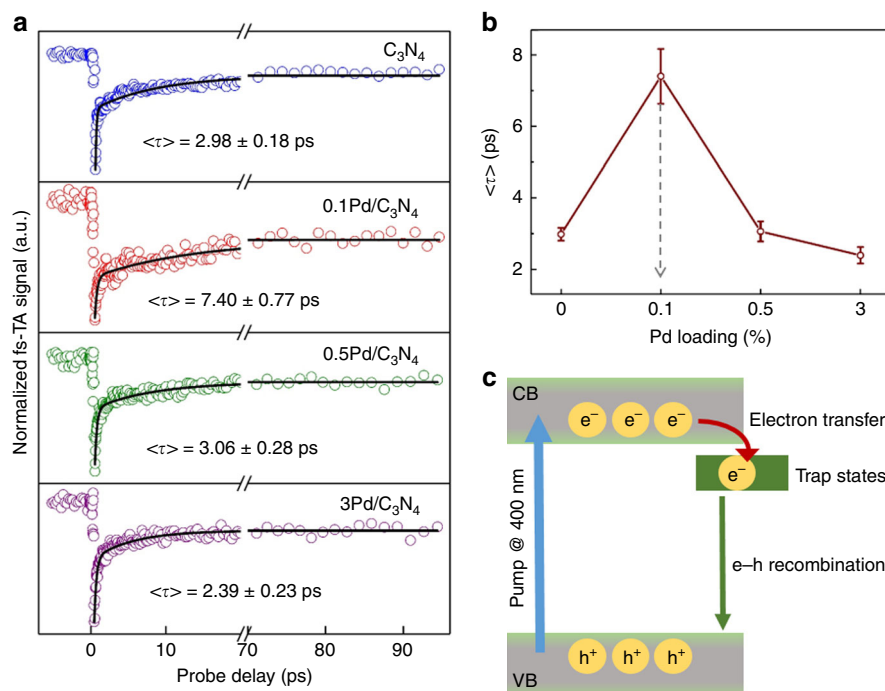 a
C₃N₄
<τ> = 2.98 ± 0.18 ps
0.1Pd/C₃N₄
<τ> = 7.40 ± 0.77 ps
0.5Pd/C₃N₄
<τ> = 3.06 ± 0.28 ps
3Pd/C₃N₄
<τ> = 2.39 ± 0.23 ps
Normalized fs-TA signal (a.u.)
0 10 70 80 90
Probe delay (ps)
b
8
6
4
2
<τ> (ps)
0 0.1 0.5 3
Pd loading (%)
c
CB
e⁻ e⁻ e⁻
Electron transfer
e⁻
Trap states
Pump @ 400 nm
e–h recombination
h⁺ h⁺ h⁺
VB